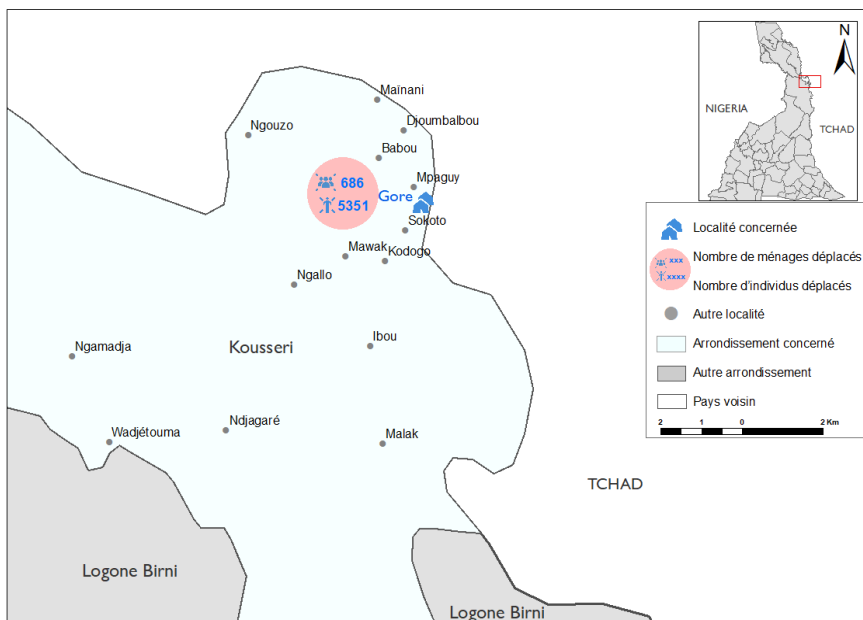 Maïnani
Djoumbalbou
Ngouzo
Babou
Mpaguy
686
Gore
5351
Sokoto
Mawak
Kodogo
Ngallo
Ibou
Kousseri
Ngamadja
Ndjagaré
Wadjétouma
Malak
TCHAD
Logone Birni
Logone Birni
N
NIGERIA
TCHAD
Localité concernée
xxx
Nombre de ménages déplacés
xxxx
Nombre d'individus déplacés
Autre localité
Arrondissement concerné
Autre arrondissement
Pays voisin
2 1 0 2 Km